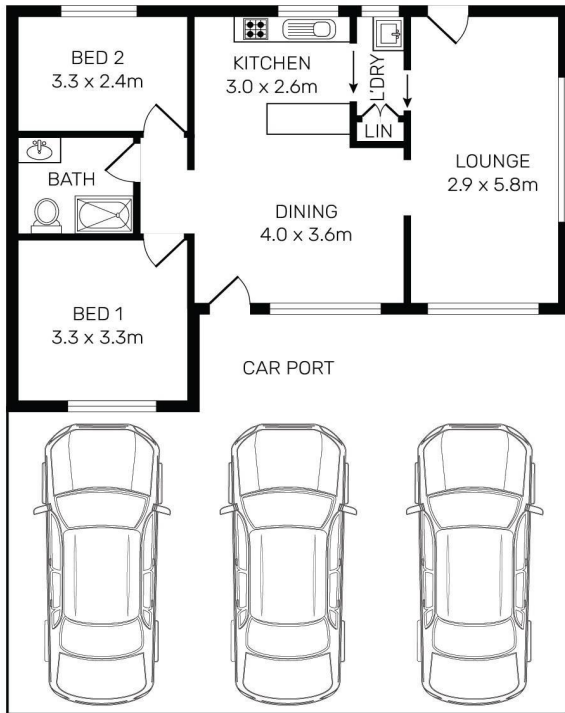 BED 2
3.3 x 2.4m
KITCHEN
3.0 x 2.6m
L'DRY
LIN
BATH
LOUNGE
2.9 x 5.8m
DINING
4.0 x 3.6m
BED 1
3.3 x 3.3m
CAR PORT